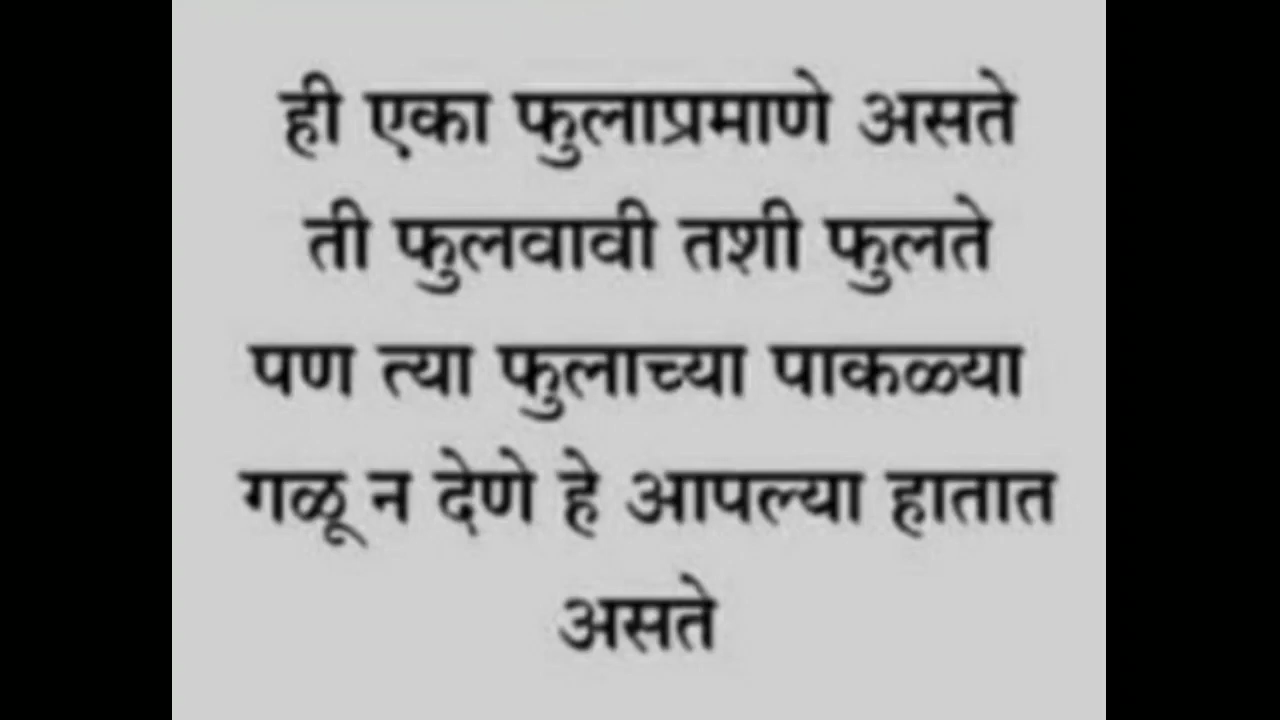 ही एका फुलाप्रमाणे असते
ती फुलवावी तशी फुलते
पण त्या फुलाच्या पाकळ्या
गळू न देणे हे आपल्या हातात
असते